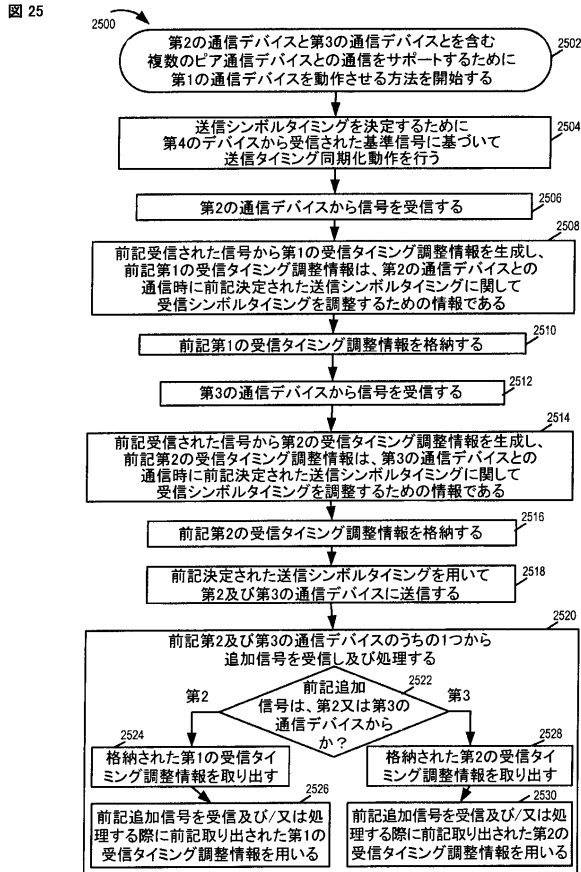 図 25
2500
第2の通信デバイスと第3の通信デバイスとを含む
複数のピア通信デバイスとの通信をサポートするために
第1の通信デバイスを動作させる方法を開始する
2502
送信シンボルタイミングを決定するために
第4のデバイスから受信された基準信号に基づいて
送信タイミング同期化動作を行う
2504
第2の通信デバイスから信号を受信する
2506
2508
前記受信された信号から第1の受信タイミング調整情報を生成し、
前記第1の受信タイミング調整情報は、第2の通信デバイスとの
通信時に前記決定された送信シンボルタイミングに関して
受信シンボルタイミングを調整するための情報である
前記第1の受信タイミング調整情報を格納する
2510
第3の通信デバイスから信号を受信する
2512
2514
前記受信された信号から第2の受信タイミング調整情報を生成し、
前記第2の受信タイミング調整情報は、第3の通信デバイスとの
通信時に前記決定された送信シンボルタイミングに関して
受信シンボルタイミングを調整するための情報である
前記第2の受信タイミング調整情報を格納する
2516
前記決定された送信シンボルタイミングを用いて
第2及び第3の通信デバイスに送信する
2518
2520
前記第2及び第3の通信デバイスのうちの1つから
追加信号を受信し及び処理する
前記追加
信号は、第2又は第3の
通信デバイスから
か?
2522
第2
第3
2524
格納された第1の受信タイ
ミング調整情報を取り出す
2528
格納された第2の受信タイ
ミング調整情報を取り出す
2526
前記追加信号を受信及び/又は処
理する際に前記取り出された第1の
受信タイミング調整情報を用いる
2530
前記追加信号を受信及び/又は処
理する際に前記取り出された第2の
受信タイミング調整情報を用いる